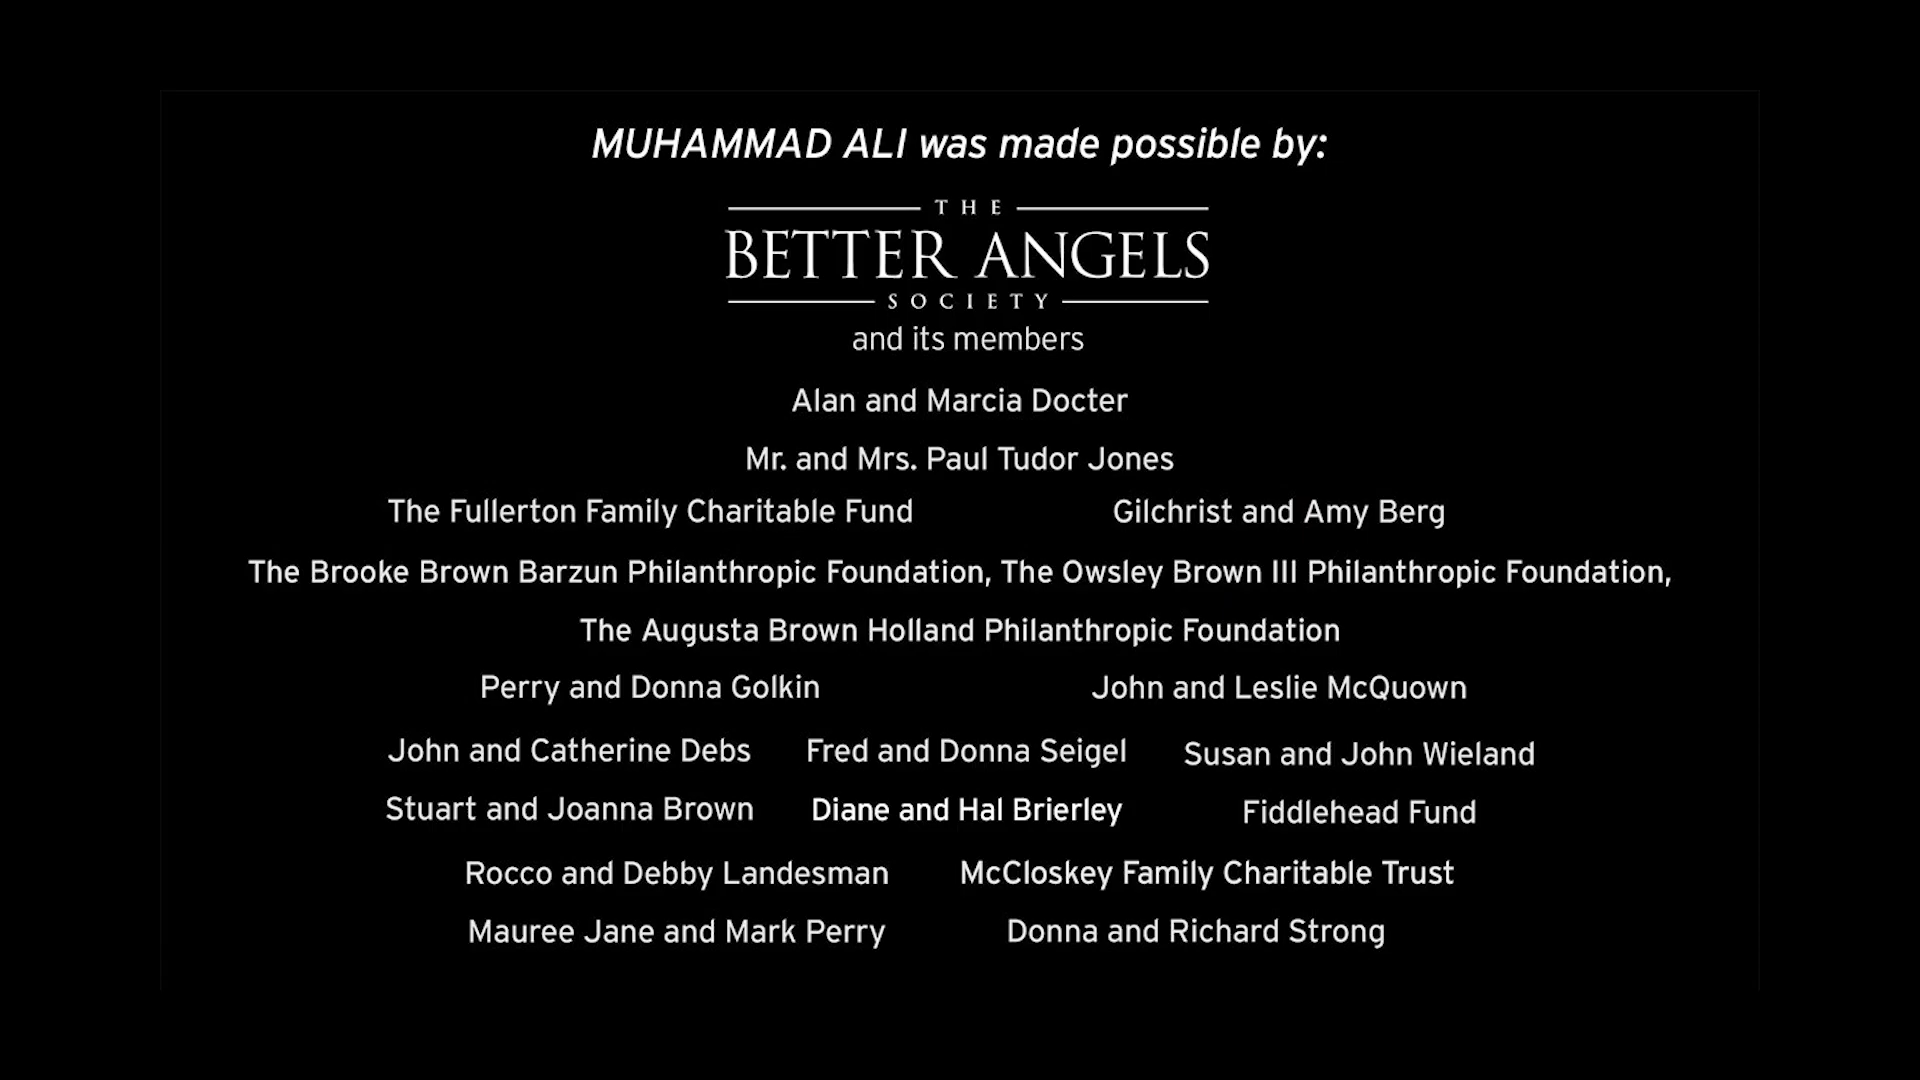 MUHAMMAD ALI was made possible by:
THE
BETTER ANGELS
SOCIETY
and its members
Alan and Marcia Docter
Mr. and Mrs. Paul Tudor Jones
The Fullerton Family Charitable Fund Gilchrist and Amy Berg
The Brooke Brown Barzun Philanthropic Foundation, The Owsley Brown III Philanthropic Foundation,
The Augusta Brown Holland Philanthropic Foundation
Perry and Donna Golkin John and Leslie McQuown
John and Catherine Debs Fred and Donna Seigel Susan and John Wieland
Stuart and Joanna Brown Diane and Hal Brierley Fiddlehead Fund
Rocco and Debby Landesman McCloskey Family Charitable Trust
Mauree Jane and Mark Perry Donna and Richard Strong